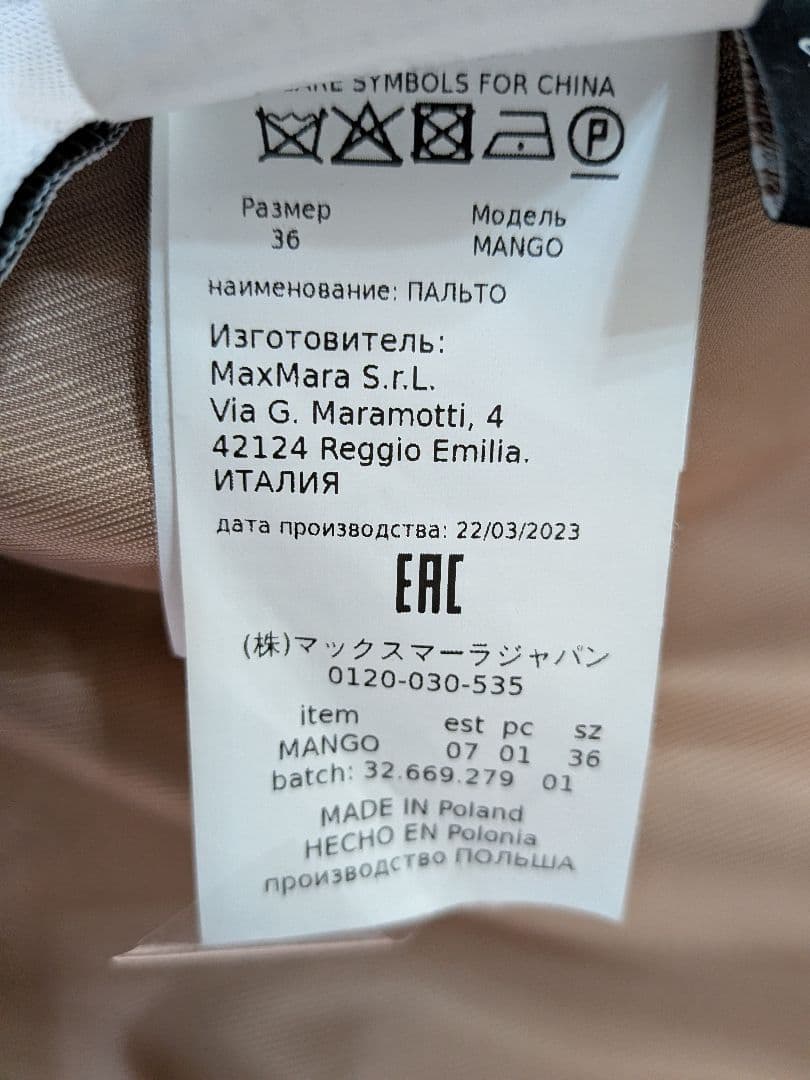 SYMBOLS FOR CHINA
P
Размер Модель
36 MANGO
наименование: ПАЛЬТО
Изготовитель:
MaxMara S.r.L.
Via G. Maramotti, 4
42124 Reggio Emilia.
ИТАЛИЯ
дата производства: 22/03/2023
EAC
(株)マックスマーラジャパン
0120-030-535
item est pc sz
MANGO 07 01 36
batch: 32.669.279 01
MADE IN Poland
HECHO EN Polonia
производство ПОЛЬША